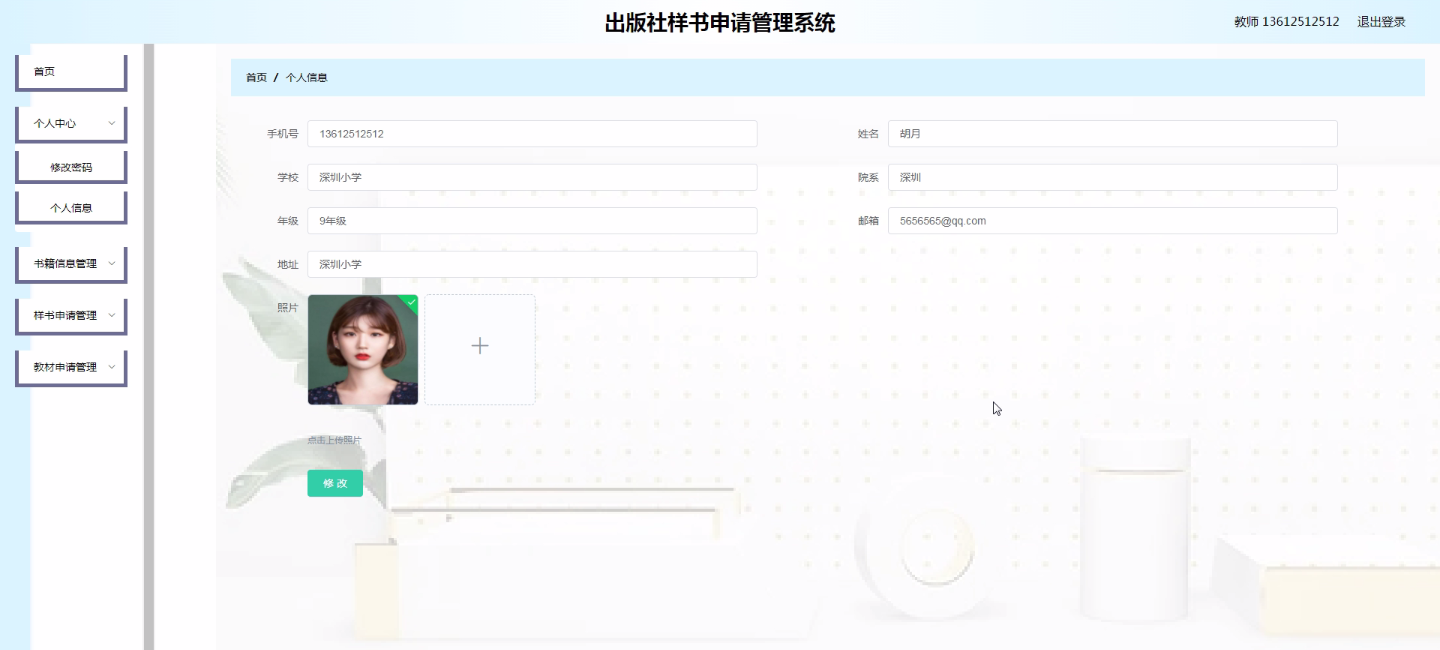 出版社样书申请管理系统
教师 13612512512 退出登录
首页
个人中心
修改密码
个人信息
书籍信息管理
样书申请管理
教材申请管理
首页 / 个人信息
手机号 13612512512 姓名 胡月
学校 深圳小学 院系 深圳
年级 9年级 邮箱 5656565@qq.com
地址 深圳小学
照片
点击上传照片
修改